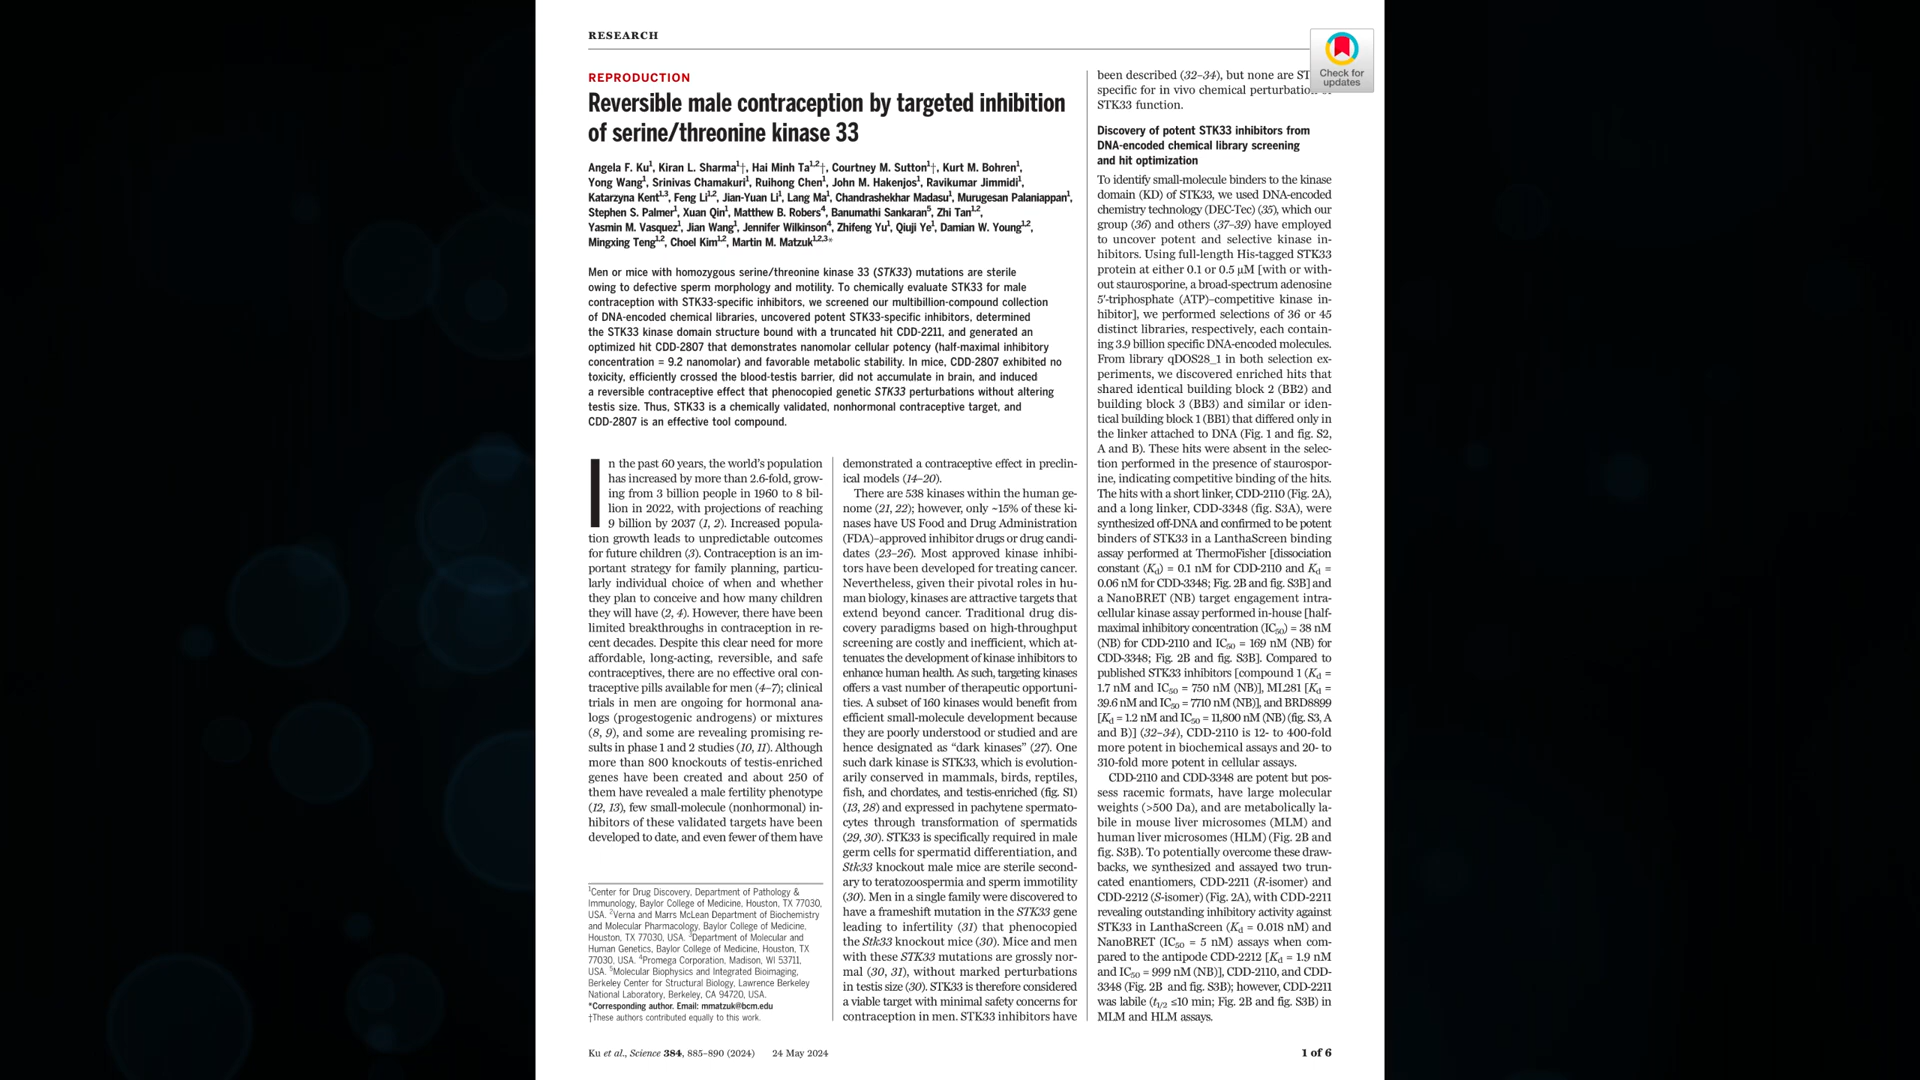 RESEARCH
REPRODUCTION
Reversible male contraception by targeted inhibition
of serine/threonine kinase 33
Angela F. Ku¹, Kiran L. Sharma¹†, Hai Minh Ta¹,²†, Courtney M. Sutton¹†, Kurt M. Bohren¹,
Yong Wang¹, Srinivas Chamakuri¹, Ruihong Chen¹, John M. Hakenjos¹, Ravikumar Jimmidi¹,
Katarzyna Kent¹,³, Feng Li¹,², Jian-Yuan Li¹, Lang Ma¹, Chandrashekhar Madasu¹, Murugesan Palaniappan¹,
Stephen S. Palmer¹, Xuan Qin¹, Matthew B. Robers⁴, Banumathi Sankaran⁵, Zhi Tan¹,²,
Yasmin M. Vasquez¹, Jian Wang¹, Jennifer Wilkinson⁴, Zhifeng Yu¹, Qiuji Ye¹, Damian W. Young¹,²,
Mingxing Teng¹,², Choel Kim¹,², Martin M. Matzuk¹,²,³*
Men or mice with homozygous serine/threonine kinase 33 (STK33) mutations are sterile
owing to defective sperm morphology and motility. To chemically evaluate STK33 for male
contraception with STK33-specific inhibitors, we screened our multibillion-compound collection
of DNA-encoded chemical libraries, uncovered potent STK33-specific inhibitors, determined
the STK33 kinase domain structure bound with a truncated hit CDD-2211, and generated an
optimized hit CDD-2807 that demonstrates nanomolar cellular potency (half-maximal inhibitory
concentration = 9.2 nanomolar) and favorable metabolic stability. In mice, CDD-2807 exhibited no
toxicity, efficiently crossed the blood-testis barrier, did not accumulate in brain, and induced
a reversible contraceptive effect that phenocopied genetic STK33 perturbations without altering
testis size. Thus, STK33 is a chemically validated, nonhormonal contraceptive target, and
CDD-2807 is an effective tool compound.
In the past 60 years, the world's population
has increased by more than 2.6-fold, grow-
ing from 3 billion people in 1960 to 8 bil-
lion in 2022, with projections of reaching
9 billion by 2037 (1, 2). Increased popula-
tion growth leads to unpredictable outcomes
for future children (3). Contraception is an im-
portant strategy for family planning, particu-
larly individual choice of when and whether
they plan to conceive and how many children
they will have (2, 4). However, there have been
limited breakthroughs in contraception in re-
cent decades. Despite this clear need for more
affordable, long-acting, reversible, and safe
contraceptives, there are no effective oral con-
traceptive pills available for men (4–7); clinical
trials in men are ongoing for hormonal ana-
logs (progestogenic androgens) or mixtures
(8, 9), and some are revealing promising re-
sults in phase 1 and 2 studies (10, 11). Although
more than 800 knockouts of testis-enriched
genes have been created and about 250 of
them have revealed a male fertility phenotype
(12, 13), few small-molecule (nonhormonal) in-
hibitors of these validated targets have been
developed to date, and even fewer of them have
¹Center for Drug Discovery, Department of Pathology &
Immunology, Baylor College of Medicine, Houston, TX 77030,
USA. ²Verna and Marrs McLean Department of Biochemistry
and Molecular Pharmacology, Baylor College of Medicine,
Houston, TX 77030, USA. ³Department of Molecular and
Human Genetics, Baylor College of Medicine, Houston, TX
77030, USA. ⁴Promega Corporation, Madison, WI 53711,
USA. ⁵Molecular Biophysics and Integrated Bioimaging,
Berkeley Center for Structural Biology, Lawrence Berkeley
National Laboratory, Berkeley, CA 94720, USA.
*Corresponding author. Email: mmatzuk@bcm.edu
†These authors contributed equally to this work.
demonstrated a contraceptive effect in preclin-
ical models (14–20).
There are 538 kinases within the human ge-
nome (21, 22); however, only ~15% of these ki-
nases have US Food and Drug Administration
(FDA)–approved inhibitor drugs or drug candi-
dates (23–26). Most approved kinase inhibi-
tors have been developed for treating cancer.
Nevertheless, given their pivotal roles in hu-
man biology, kinases are attractive targets that
extend beyond cancer. Traditional drug dis-
covery paradigms based on high-throughput
screening are costly and inefficient, which at-
tenuates the development of kinase inhibitors to
enhance human health. As such, targeting kinases
offers a vast number of therapeutic opportuni-
ties. A subset of 160 kinases would benefit from
efficient small-molecule development because
they are poorly understood or studied and are
hence designated as “dark kinases” (27). One
such dark kinase is STK33, which is evolution-
arily conserved in mammals, birds, reptiles,
fish, and chordates, and testis-enriched (fig. S1)
(13, 28) and expressed in pachytene spermato-
cytes through transformation of spermatids
(29, 30). STK33 is specifically required in male
germ cells for spermatid differentiation, and
Stk33 knockout male mice are sterile second-
ary to teratozoospermia and sperm immotility
(30). Men in a single family were discovered to
have a frameshift mutation in the STK33 gene
leading to infertility (31) that phenocopied
the Stk33 knockout mice (30). Mice and men
with these STK33 mutations are grossly nor-
mal (30, 31), without marked perturbations
in testis size (30). STK33 is therefore considered
a viable target with minimal safety concerns for
contraception in men. STK33 inhibitors have
been described (32–34), but none are ST
specific for in vivo chemical perturbation
STK33 function.
Discovery of potent STK33 inhibitors from
DNA-encoded chemical library screening
and hit optimization
To identify small-molecule binders to the kinase
domain (KD) of STK33, we used DNA-encoded
chemistry technology (DEC-Tec) (35), which our
group (36) and others (37–39) have employed
to uncover potent and selective kinase in-
hibitors. Using full-length His-tagged STK33
protein at either 0.1 or 0.5 μM [with or with-
out staurosporine, a broad-spectrum adenosine
5′-triphosphate (ATP)–competitive kinase in-
hibitor], we performed selections of 36 or 45
distinct libraries, respectively, each contain-
ing 3.9 billion specific DNA-encoded molecules.
From library qDOS28_1 in both selection ex-
periments, we discovered enriched hits that
shared identical building block 2 (BB2) and
building block 3 (BB3) and similar or iden-
tical building block 1 (BB1) that differed only in
the linker attached to DNA (Fig. 1 and fig. S2,
A and B). These hits were absent in the selec-
tion performed in the presence of staurospor-
ine, indicating competitive binding of the hits.
The hits with a short linker, CDD-2110 (Fig. 2A),
and a long linker, CDD-3348 (fig. S3A), were
synthesized off-DNA and confirmed to be potent
binders of STK33 in a LanthaScreen binding
assay performed at ThermoFisher [dissociation
constant (Kd) = 0.1 nM for CDD-2110 and Kd =
0.06 nM for CDD-3348; Fig. 2B and fig. S3B] and
a NanoBRET (NB) target engagement intra-
cellular kinase assay performed in-house [half-
maximal inhibitory concentration (IC50) = 38 nM
(NB) for CDD-2110 and IC50 = 169 nM (NB) for
CDD-3348; Fig. 2B and fig. S3B]. Compared to
published STK33 inhibitors [compound 1 (Kd =
1.7 nM and IC50 = 750 nM (NB)], ML281 [Kd =
39.6 nM and IC50 = 7710 nM (NB)], and BRD8899
[Kd = 1.2 nM and IC50 = 11,800 nM (NB) (fig. S3, A
and B)] (32–34), CDD-2110 is 12- to 400-fold
more potent in biochemical assays and 20- to
310-fold more potent in cellular assays.
CDD-2110 and CDD-3348 are potent but pos-
sess racemic formats, have large molecular
weights (>500 Da), and are metabolically la-
bile in mouse liver microsomes (MLM) and
human liver microsomes (HLM) (Fig. 2B and
fig. S3B). To potentially overcome these draw-
backs, we synthesized and assayed two trun-
cated enantiomers, CDD-2211 (R-isomer) and
CDD-2212 (S-isomer) (Fig. 2A), with CDD-2211
revealing outstanding inhibitory activity against
STK33 in LanthaScreen (Kd = 0.018 nM) and
NanoBRET (IC50 = 5 nM) assays when com-
pared to the antipode CDD-2212 [Kd = 1.9 nM
and IC50 = 999 nM (NB)], CDD-2110, and CDD-
3348 (Fig. 2B and fig. S3B); however, CDD-2211
was labile (t1/2 ≤10 min; Fig. 2B and fig. S3B) in
MLM and HLM assays.
Check for
updates
Ku et al., Science 384, 885–890 (2024) 24 May 2024
1 of 6